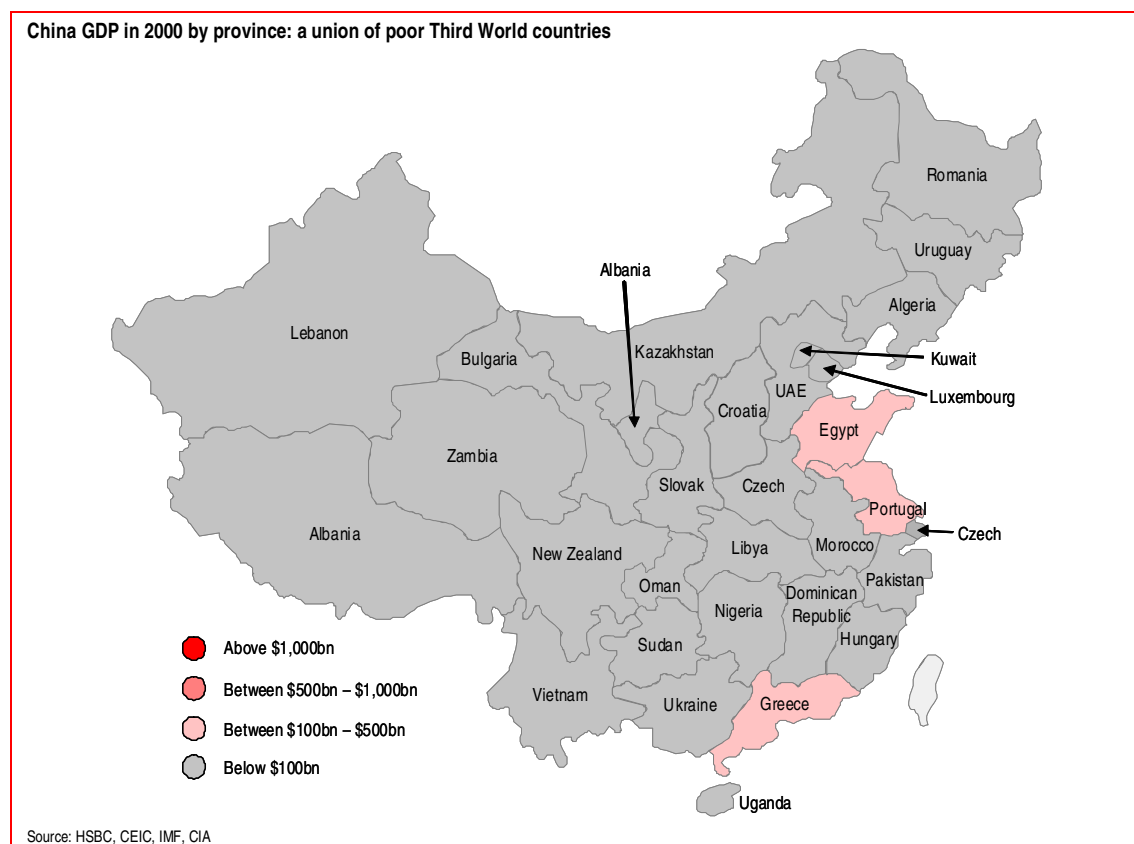 China GDP in 2000 by province: a union of poor Third World countries
Romania
Uruguay
Albania
Algeria
Lebanon
Kazakhstan
Bulgaria
Kuwait
UAE
Luxembourg
Croatia
Egypt
Zambia
Slovak
Czech
Portugal
Albania
Czech
New Zealand
Libya
Morocco
Pakistan
Oman
Dominican
Republic
Nigeria
Hungary
Sudan
Vietnam
Ukraine
Greece
Uganda
Above $1,000bn
Between $500bn – $1,000bn
Between $100bn – $500bn
Below $100bn
Source: HSBC, CEIC, IMF, CIA